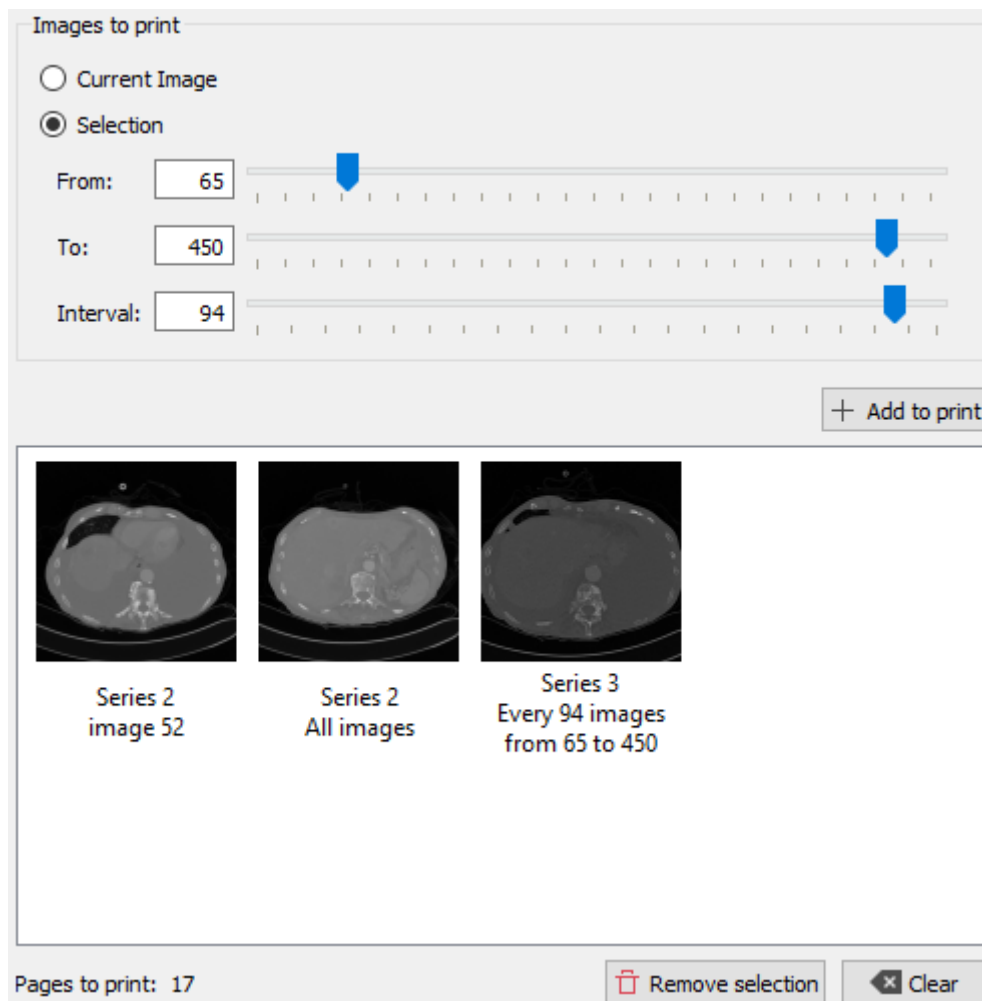 Images to print
Current Image
Selection
From: 65
To: 450
Interval: 94
Add to print
Series 2
image 52
Series 2
All images
Series 3
Every 94 images
from 65 to 450
Pages to print: 17
Remove selection
Clear